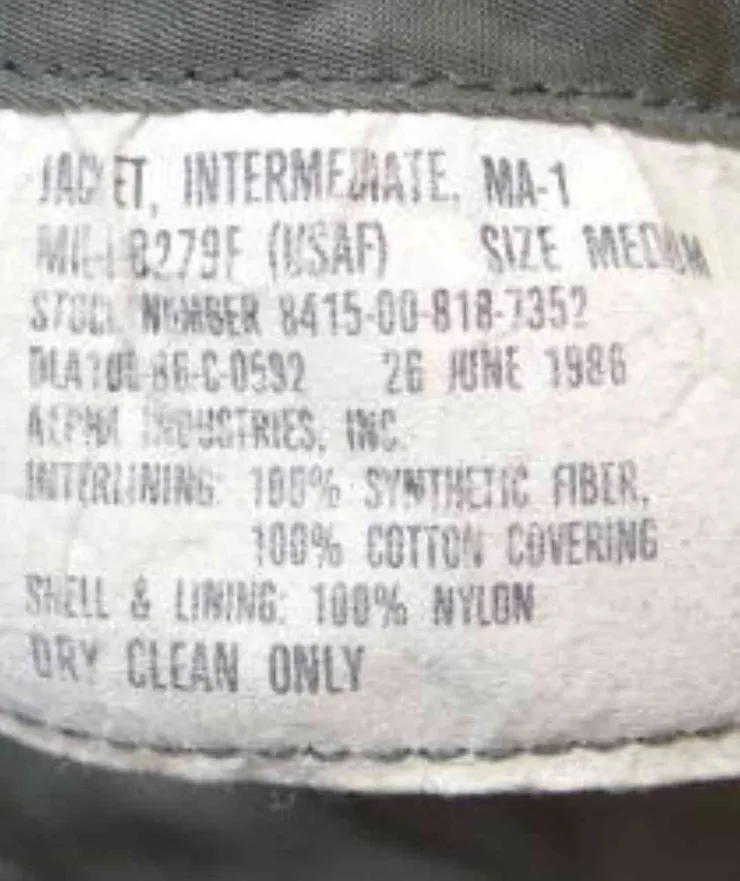 JACKET, INTERMEDIATE, MA-1
MIL-J-8279F (USAF) SIZE MEDIUM
STOCK NUMBER 8415-00-818-7352
DLA100-86-C-0592 26 JUNE 1986
ALPHA INDUSTRIES, INC.
INTERLINING: 100% SYNTHETIC FIBER,
100% COTTON COVERING
SHELL & LINING: 100% NYLON
DRY CLEAN ONLY